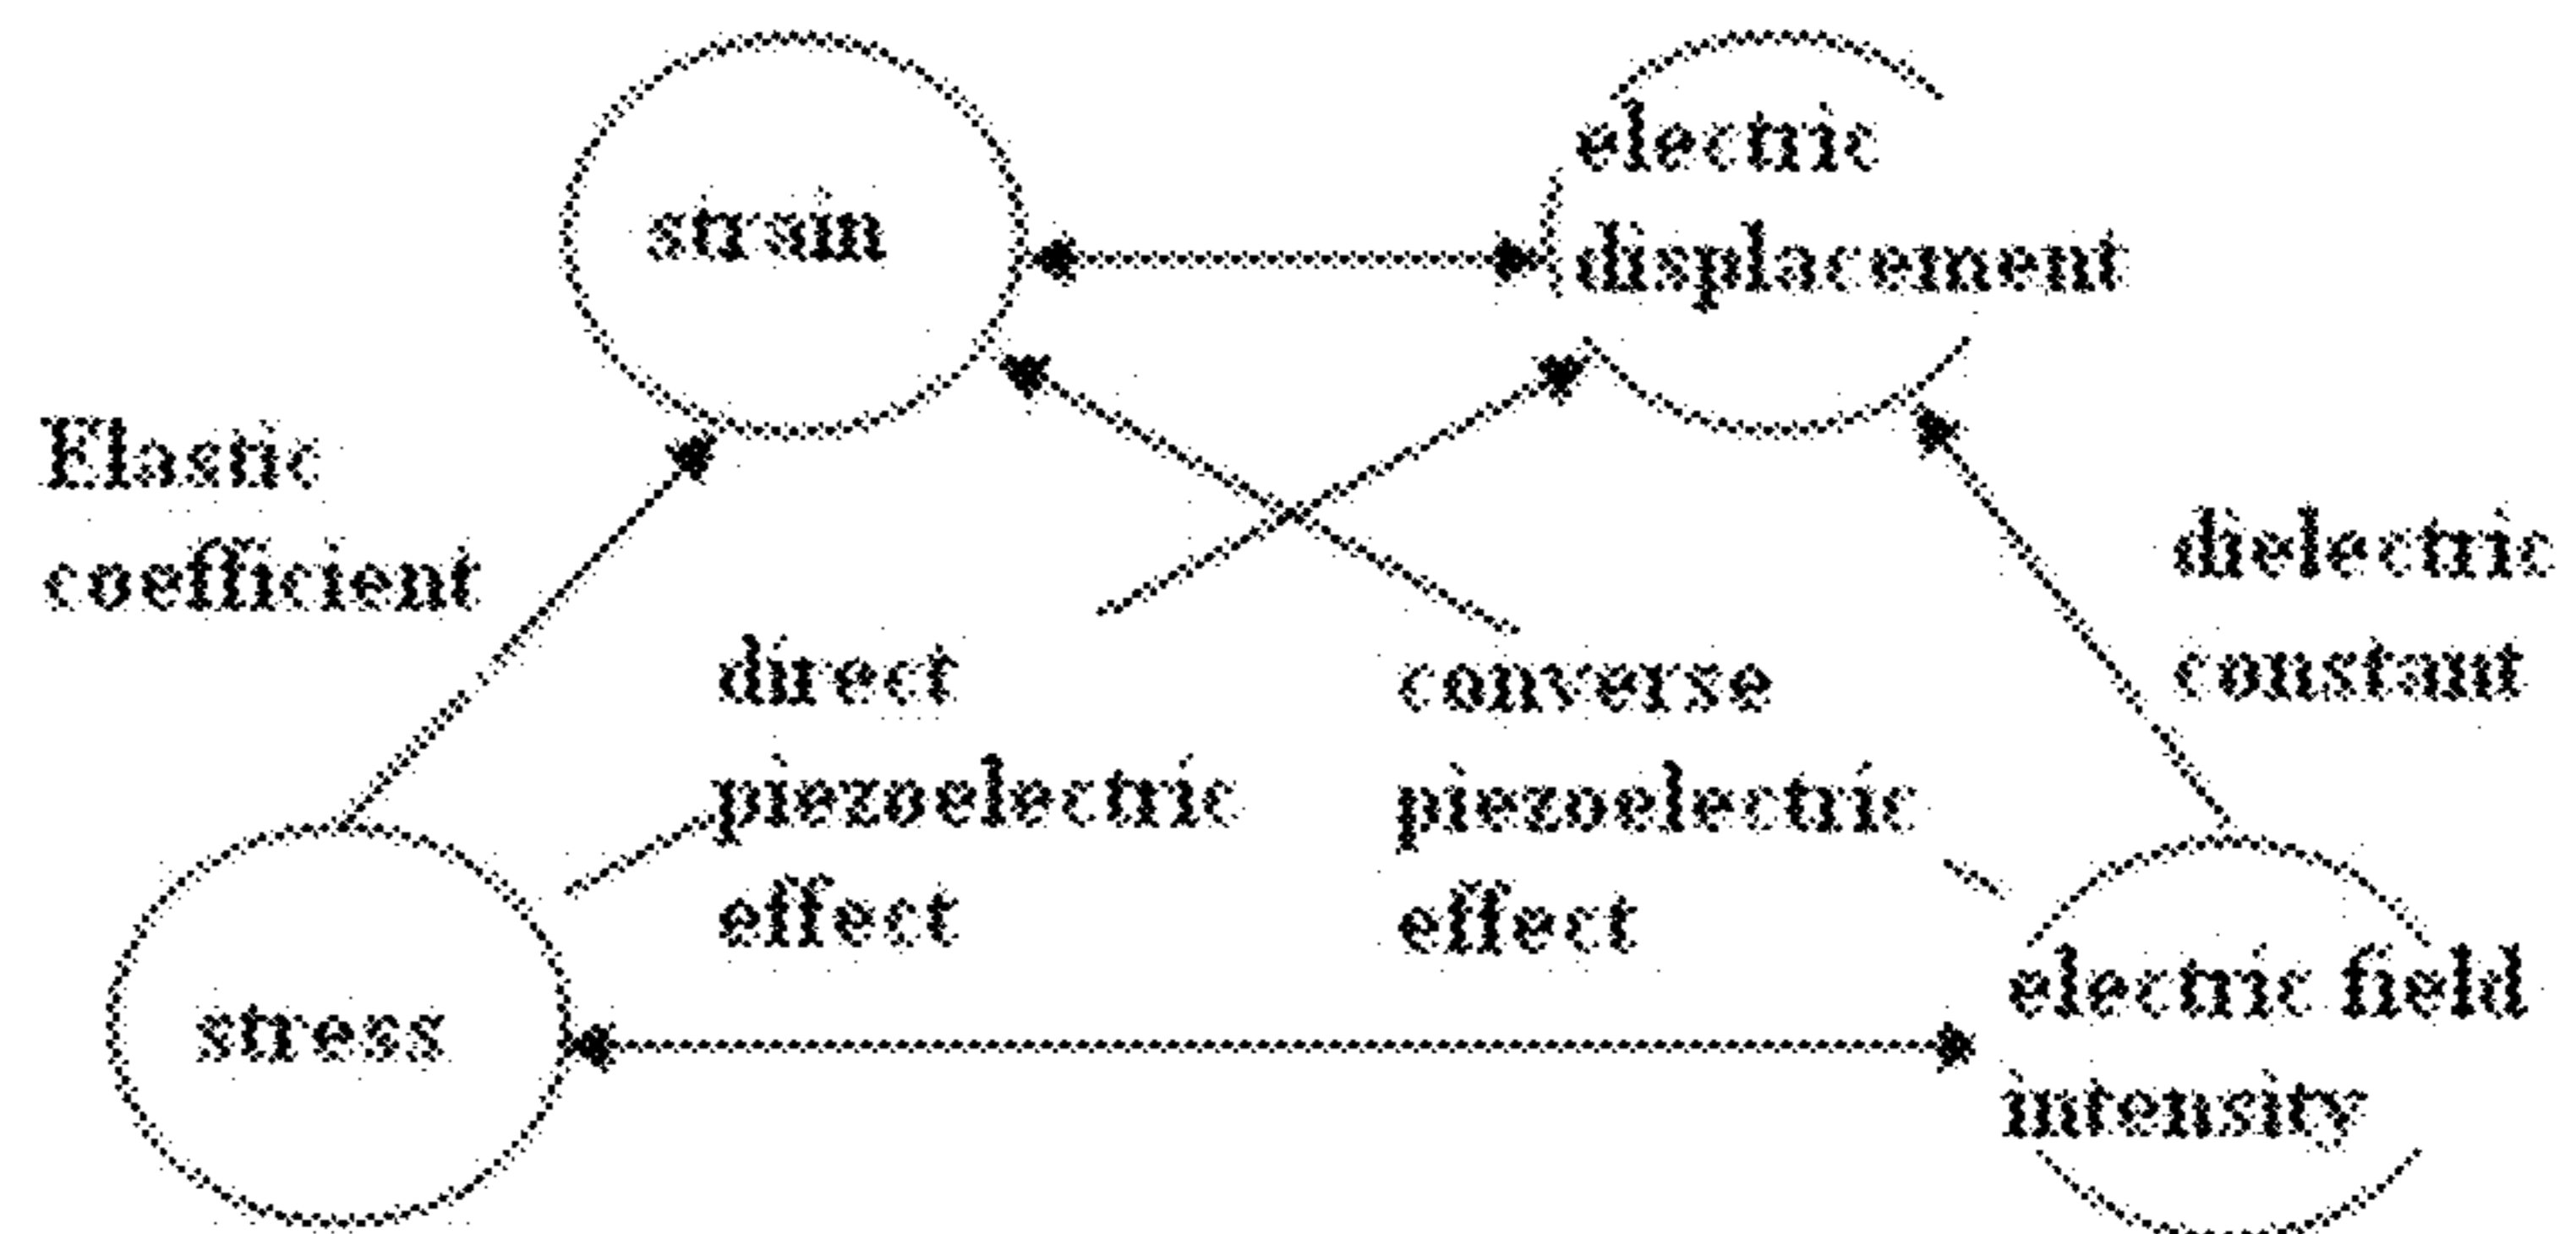 strain
electric
displacement
Elastic
coefficient
dielectric
constant
direct
piezoelectric
effect
converse
piezoelectric
effect
stress
electric field
intensity